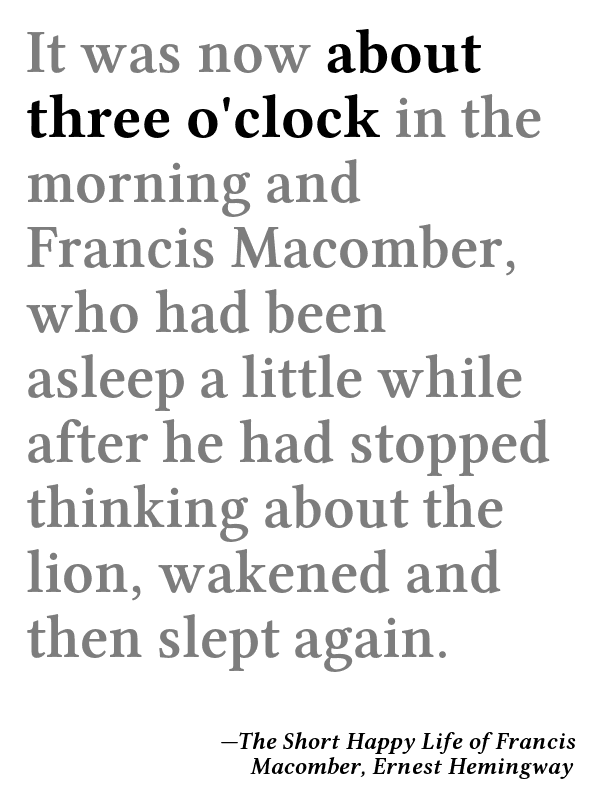 It was now about
three o'clock in the
morning and
Francis Macomber,
who had been
asleep a little while
after he had stopped
thinking about the
lion, wakened and
then slept again.
—The Short Happy Life of Francis
Macomber, Ernest Hemingway